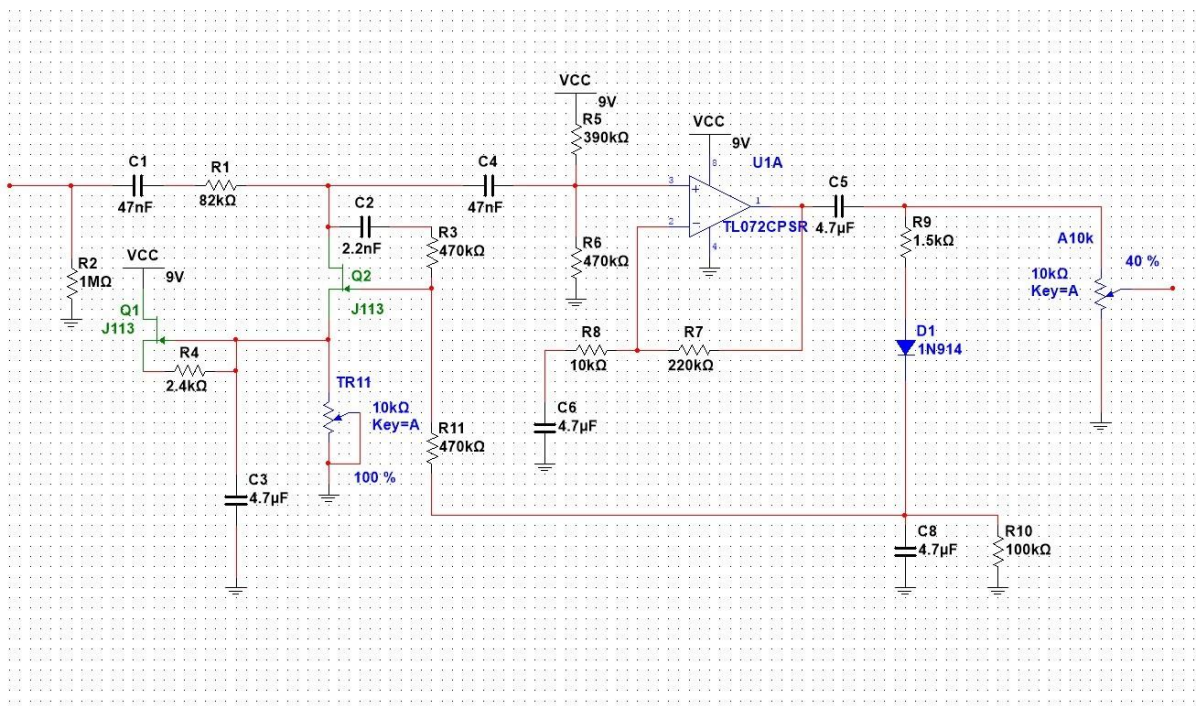 VCC
9V
R5
390kΩ
VCC
9V
8
U1A
C1
47nF
R1
82kΩ
C4
47nF
3
1
C5
4.7µF
C2
2.2nF
R3
470kΩ
2
TL072CPSR
4
R9
1.5kΩ
A10k
R2
1MΩ
VCC
9V
R6
470kΩ
10kΩ
Key=A
40 %
Q2
J113
Q1
J113
R4
2.4kΩ
R8
10kΩ
R7
220kΩ
D1
1N914
TR11
10kΩ
Key=A
C6
4.7µF
R11
470kΩ
100 %
C3
4.7µF
C8
4.7µF
R10
100kΩ